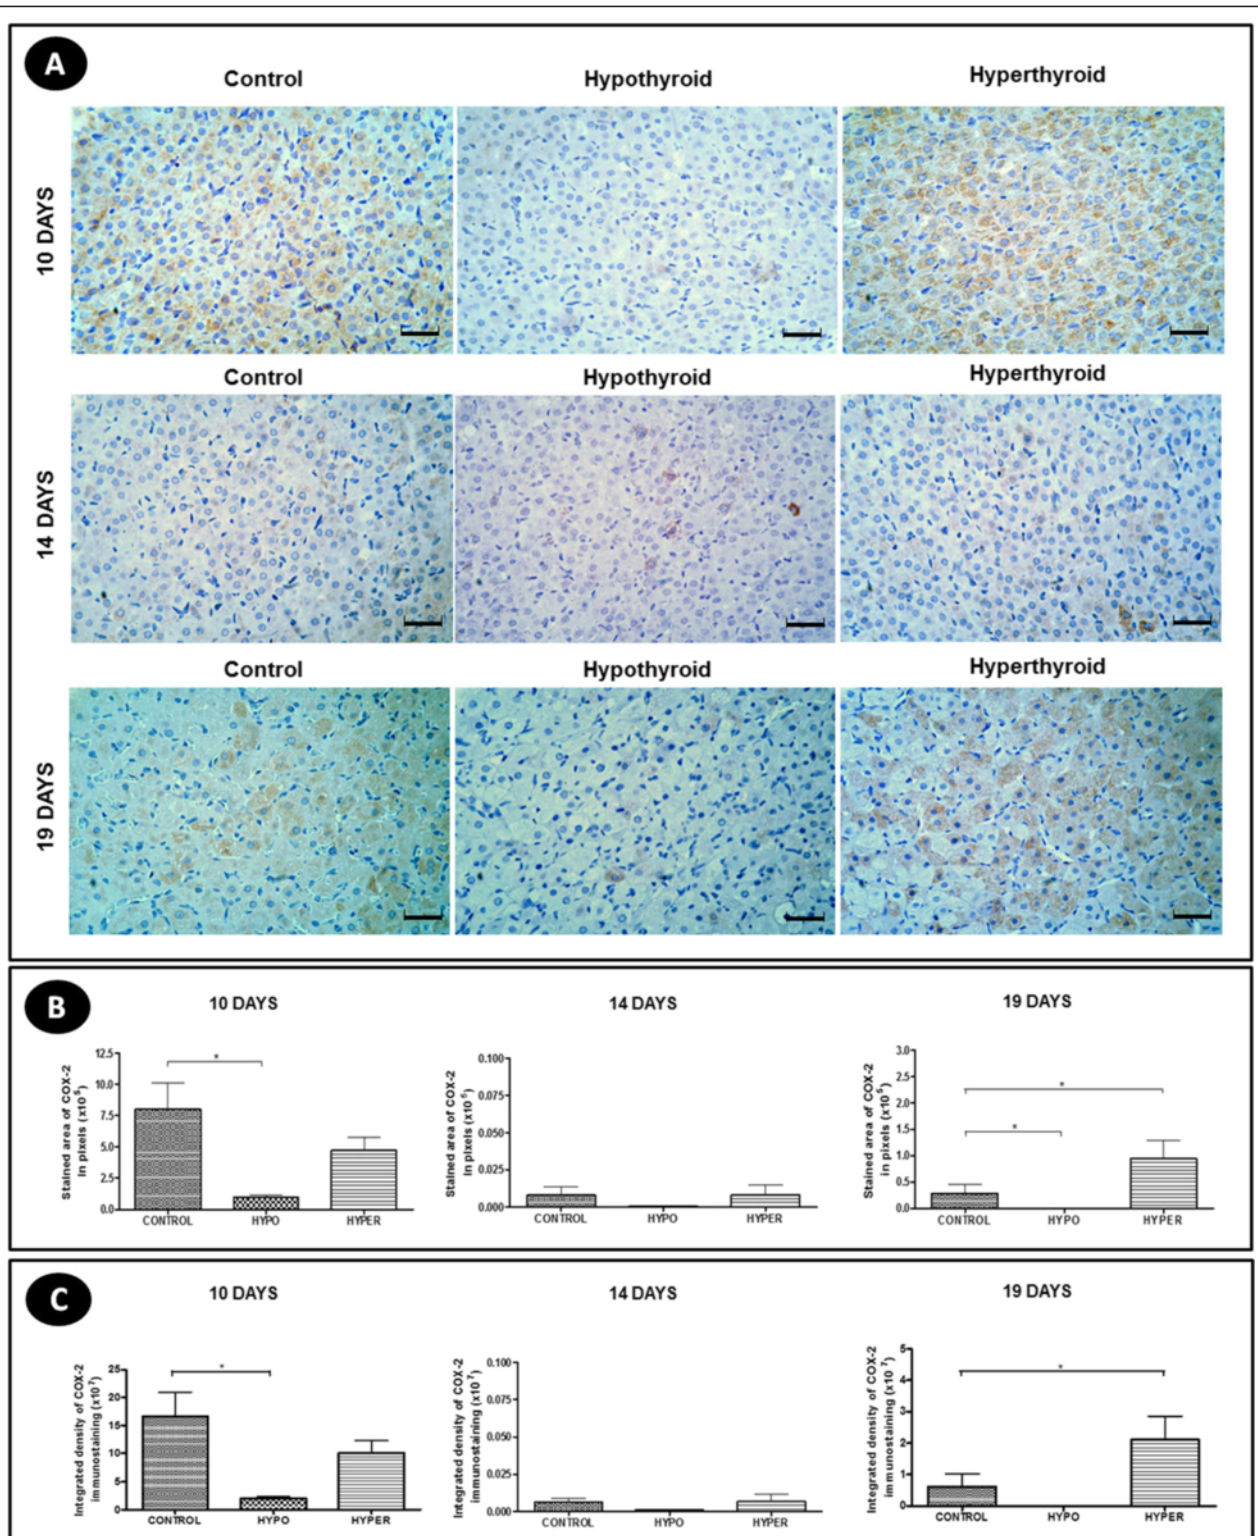 A
Control Hypothyroid Hyperthyroid
10 DAYS
Control Hypothyroid Hyperthyroid
14 DAYS
Control Hypothyroid Hyperthyroid
19 DAYS
B
10 DAYS 14 DAYS 19 DAYS
Stained area of COX-2
in pixels (x10⁵)
12.5
10.0
7.5
5.0
2.5
0.0
*
CONTROL HYPO HYPER
Stained area of COX-2
in pixels (x10⁵)
0.100
0.075
0.050
0.025
0.000
CONTROL HYPO HYPER
Stained area of COX-2
in pixels (x10⁵)
3.0
2.5
2.0
1.5
1.0
0.5
0.0
*
*
CONTROL HYPO HYPER
C
10 DAYS 14 DAYS 19 DAYS
Integrated density of COX-2
immunostaining (x10⁷)
25
20
15
10
5
0
*
CONTROL HYPO HYPER
Integrated density of COX-2
immunostaining (x10⁷)
0.100
0.075
0.050
0.025
0.000
CONTROL HYPO HYPER
Integrated density of COX-2
immunostaining (x10⁷)
5
4
3
2
1
0
*
CONTROL HYPO HYPER